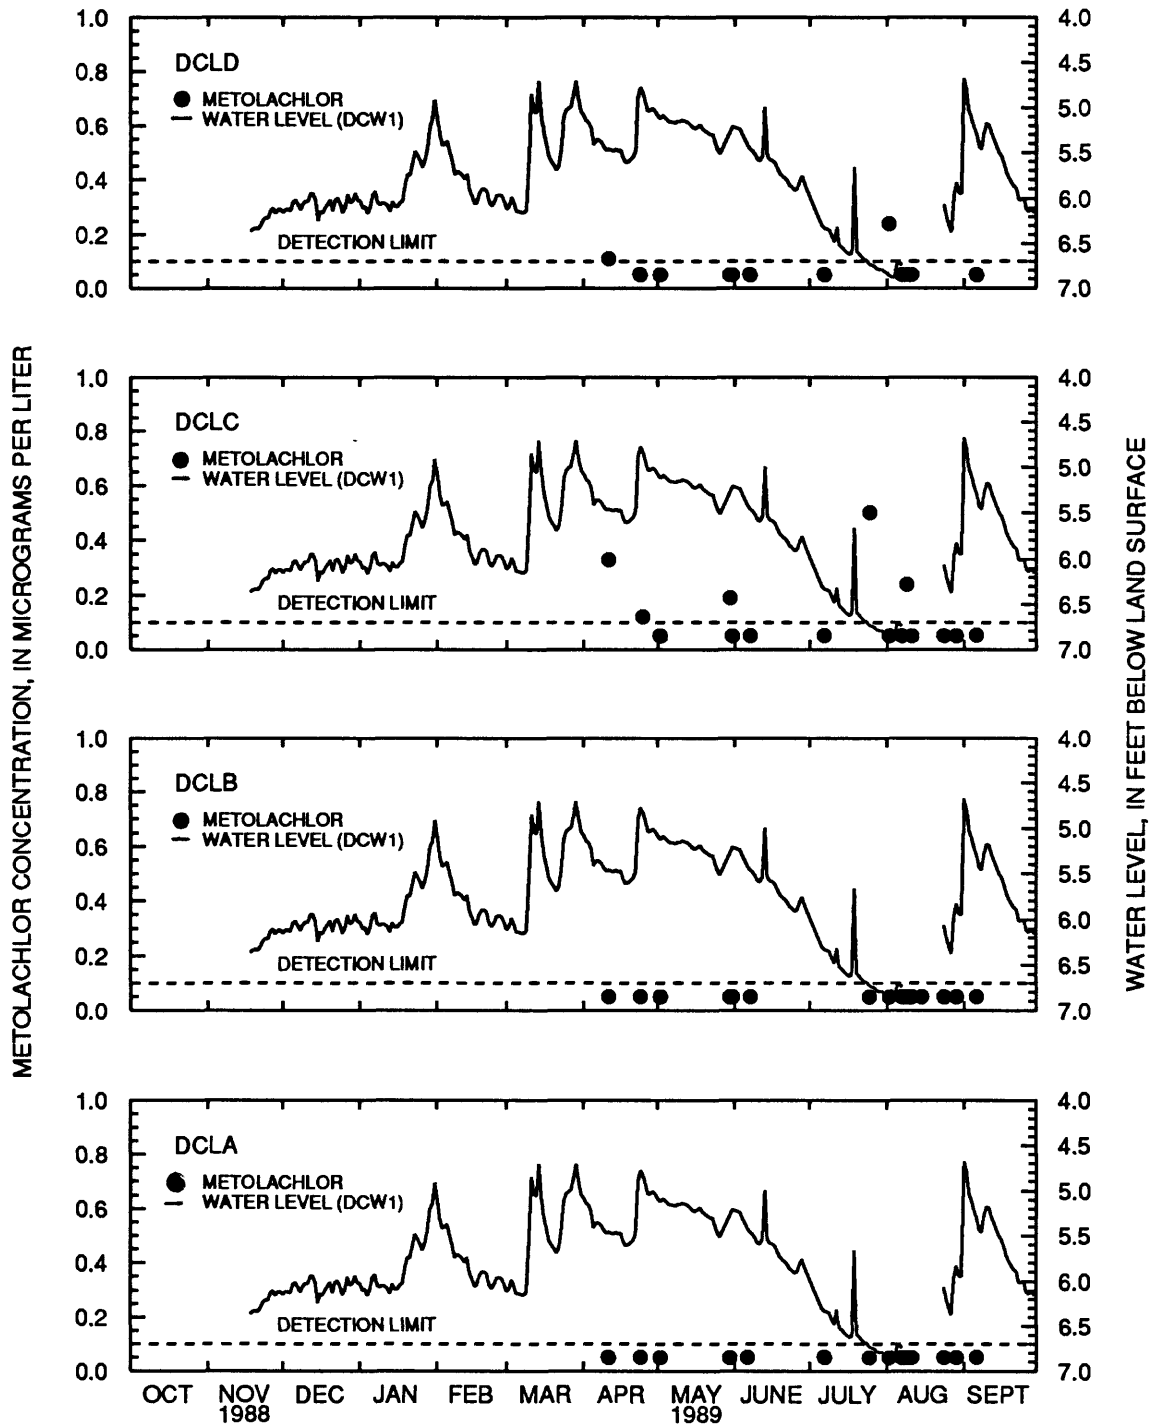 METOLACHLOR CONCENTRATION, IN MICROGRAMS PER LITER
1.0
0.8
0.6
0.4
0.2
0.0
DCLD
METOLACHLOR
WATER LEVEL (DCW1)
DETECTION LIMIT
4.0
4.5
5.0
5.5
6.0
6.5
7.0
1.0
0.8
0.6
0.4
0.2
0.0
DCLC
METOLACHLOR
WATER LEVEL (DCW1)
DETECTION LIMIT
4.0
4.5
5.0
5.5
6.0
6.5
7.0
1.0
0.8
0.6
0.4
0.2
0.0
DCLB
METOLACHLOR
WATER LEVEL (DCW1)
DETECTION LIMIT
4.0
4.5
5.0
5.5
6.0
6.5
7.0
1.0
0.8
0.6
0.4
0.2
0.0
DCLA
METOLACHLOR
WATER LEVEL (DCW1)
DETECTION LIMIT
4.0
4.5
5.0
5.5
6.0
6.5
7.0
WATER LEVEL, IN FEET BELOW LAND SURFACE
OCT NOV DEC JAN FEB MAR APR MAY JUNE JULY AUG SEPT
1988 1989